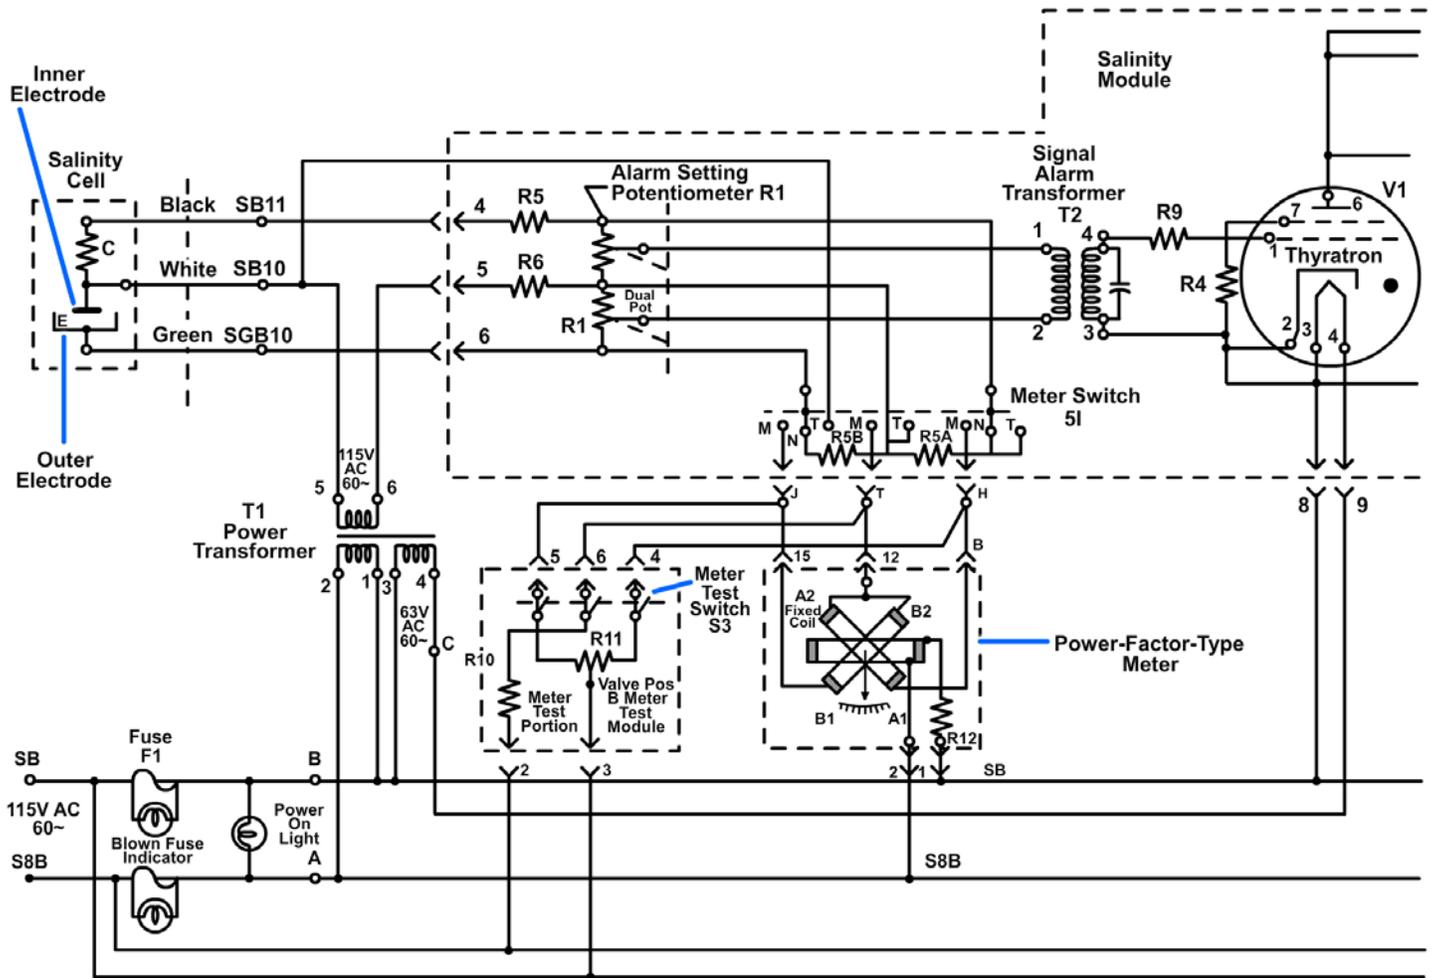 Inner
Electrode
Salinity
Cell
Black SB11
C
White SB10
E
Green SGB10
Outer
Electrode
Salinity
Module
Alarm Setting
Potentiometer R1
4 R5
5 R6
Dual
Pot
R1
6
Signal
Alarm
Transformer
T2
1 4
2 3
R9
R4
V1
7 6
1
Thyratron
2 3 4
Meter Switch
5I
M N T M T M N T
R5B R5A
J T H
8 9
115V
AC
60~
5 6
T1
Power
Transformer
2 1 3 4
63V
AC
60~
C
5 6 4
Meter
Test
Switch
S3
R11
R10
Meter
Test
Portion
Valve Pos
B Meter
Test
Module
2 3
15 12 B
A2
Fixed
Coil
B2
B1 A1
R12
Power-Factor-Type
Meter
2 1 SB
Fuse
F1
SB
B
115V AC
60~
Power
On
Light
Blown Fuse
Indicator
S8B
A
S8B